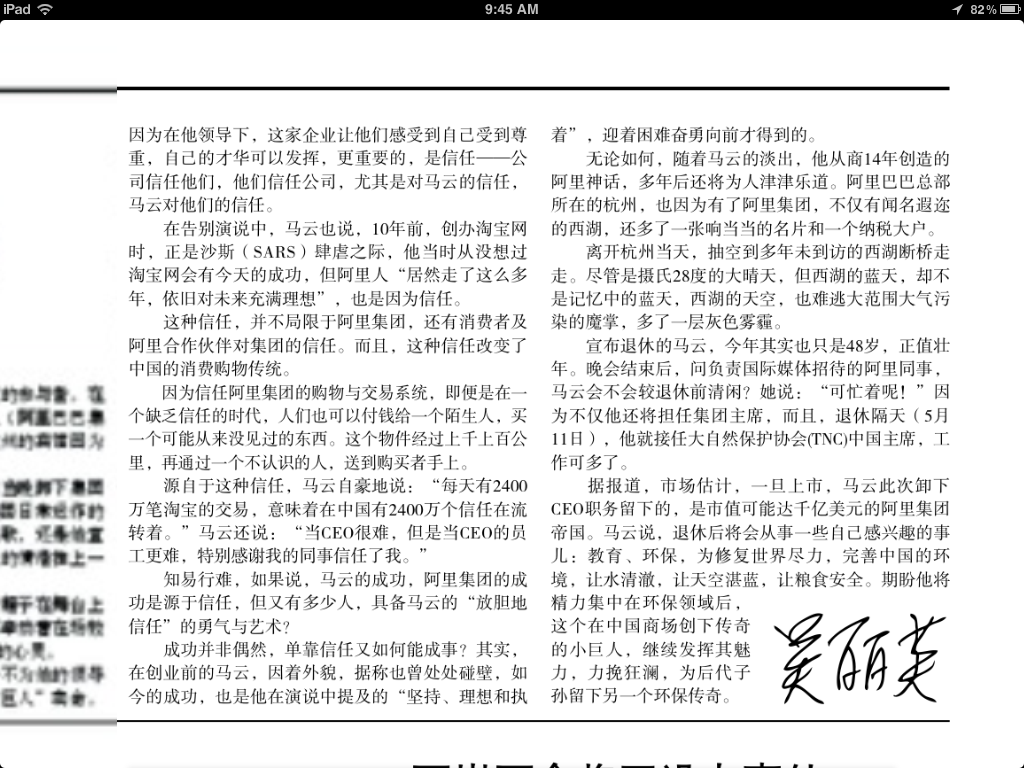 iPad
9:45 AM
82%
因为在他领导下，这家企业让他们感受到自己受到尊
重，自己的才华可以发挥，更重要的，是信任——公
司信任他们，他们信任公司，尤其是对马云的信任，
马云对他们的信任。
在告别演说中，马云也说，10年前，创办淘宝网
时，正是沙斯（SARS）肆虐之际，他当时从没想过
淘宝网会有今天的成功，但阿里人“居然走了这么多
年，依旧对未来充满理想”，也是因为信任。
这种信任，并不局限于阿里集团，还有消费者及
阿里合作伙伴对集团的信任。而且，这种信任改变了
中国的消费购物传统。
因为信任阿里集团的购物与交易系统，即便是在一
个缺乏信任的时代，人们也可以付钱给一个陌生人，买
一个可能从来没见过的东西。这个物件经过上千上百公
里，再通过一个不认识的人，送到购买者手上。
源自于这种信任，马云自豪地说：“每天有2400
万笔淘宝的交易，意味着在中国有2400万个信任在流
转着。”马云还说：“当CEO很难，但是当CEO的员
工更难，特别感谢我的同事信任了我。”
知易行难，如果说，马云的成功，阿里集团的成
功是源于信任，但又有多少人，具备马云的“放胆地
信任”的勇气与艺术？
成功并非偶然，单靠信任又如何能成事？其实，
在创业前的马云，因着外貌，据称也曾处处碰壁，如
今的成功，也是他在演说中提及的“坚持、理想和执
着”，迎着困难奋勇向前才得到的。
无论如何，随着马云的淡出，他从商14年创造的
阿里神话，多年后还将为人津津乐道。阿里巴巴总部
所在的杭州，也因为有了阿里集团，不仅有闻名遐迩
的西湖，还多了一张响当当的名片和一个纳税大户。
离开杭州当天，抽空到多年未到访的西湖断桥走
走。尽管是摄氏28度的大晴天，但西湖的蓝天，却不
是记忆中的蓝天，西湖的天空，也难逃大范围大气污
染的魔掌，多了一层灰色雾霾。
宣布退休的马云，今年其实也只是48岁，正值壮
年。晚会结束后，问负责国际媒体招待的阿里同事，
马云会不会较退休前清闲？她说：“可忙着呢！”因
为不仅他还将担任集团主席，而且，退休隔天（5月
11日），他就接任大自然保护协会(TNC)中国主席，工
作可多了。
据报道，市场估计，一旦上市，马云此次卸下
CEO职务留下的，是市值可能达千亿美元的阿里集团
帝国。马云说，退休后将会从事一些自己感兴趣的事
儿：教育、环保，为修复世界尽力，完善中国的环
境，让水清澈，让天空湛蓝，让粮食安全。期盼他将
精力集中在环保领域后，
这个在中国商场创下传奇
的小巨人，继续发挥其魅
力，力挽狂澜，为后代子
孙留下另一个环保传奇。
吴丽英